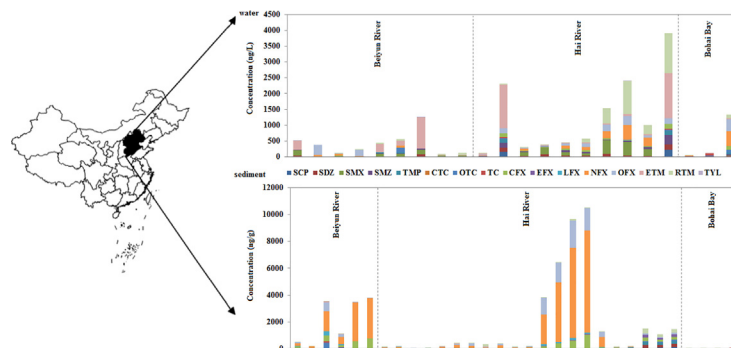 water
4500
4000
3500
3000
2500
2000
1500
1000
500
0
Concentration (ng/L)
Beiyun River
Hai River
Bohai Bay
SCP SDZ SMX SMZ TMP CTC OTC TC CFX EFX LFX NFX OFX ETM RTM TYL
sediment
12000
10000
8000
6000
4000
2000
0
Concentration (ng/g)
Beiyun River
Hai River
Bohai Bay